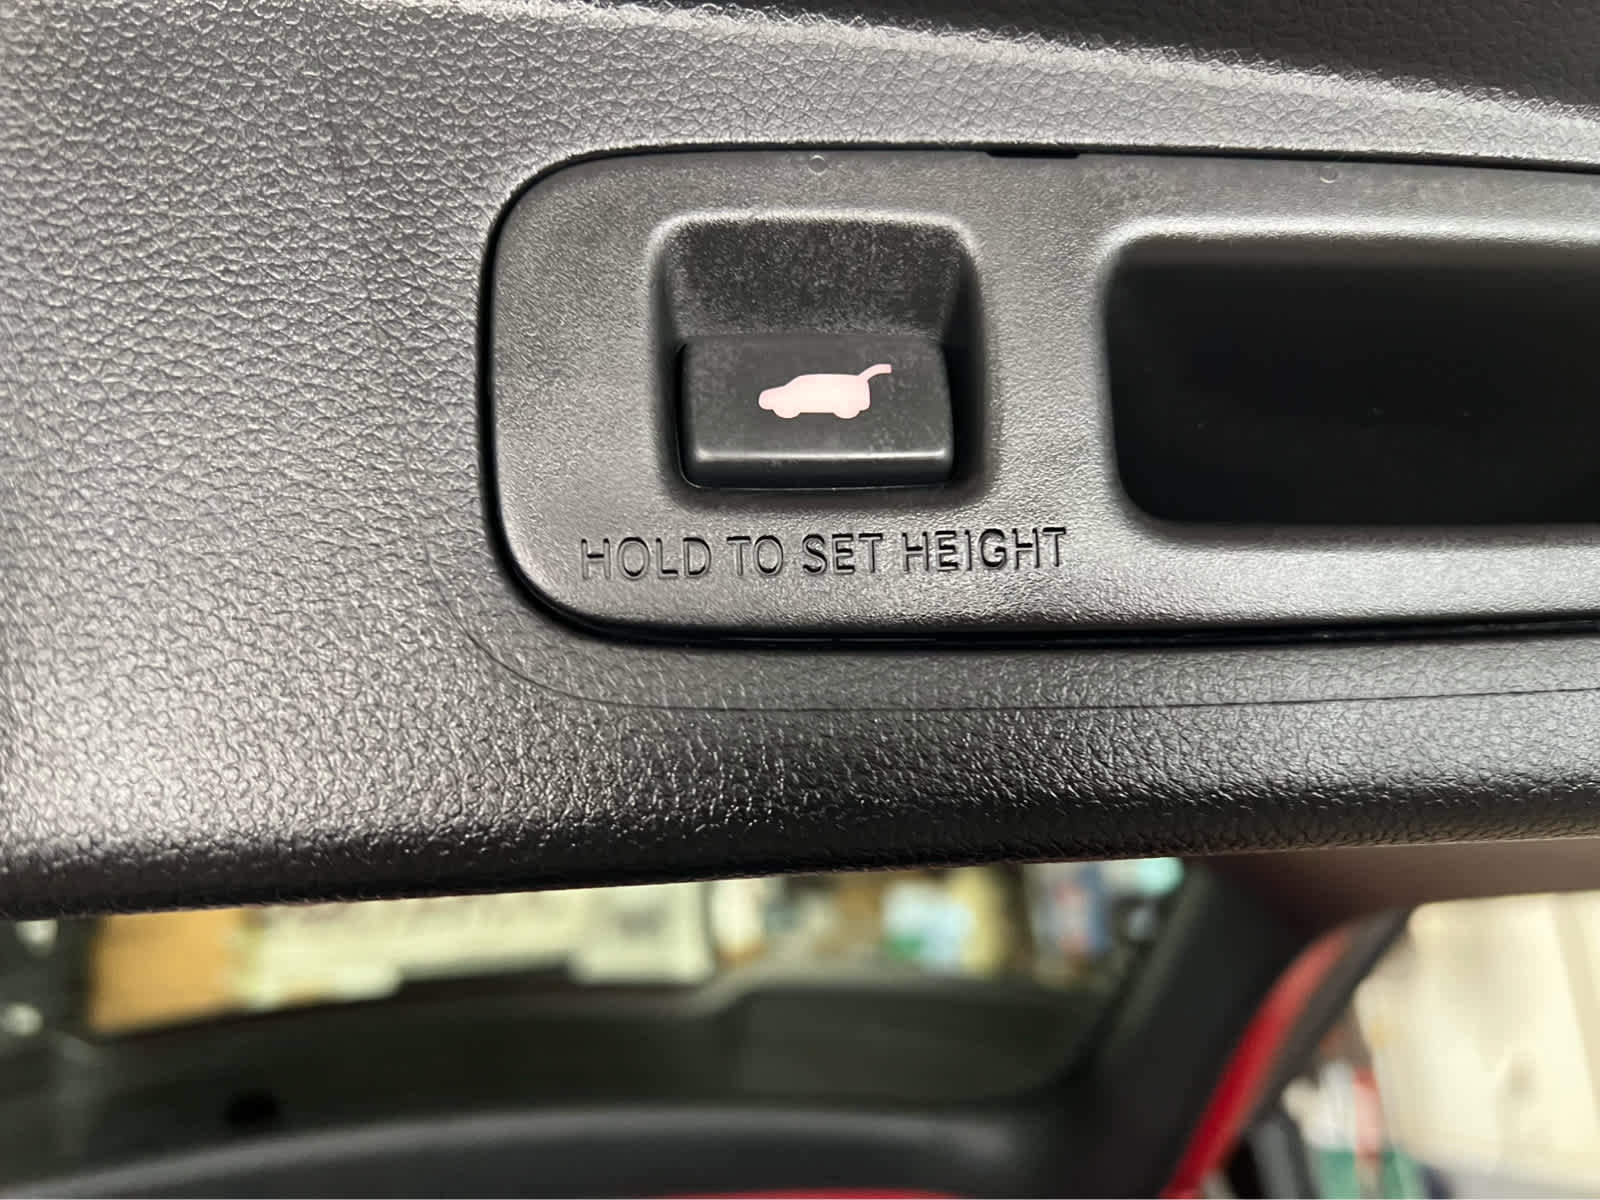 HOLD TO SET HEIGHT